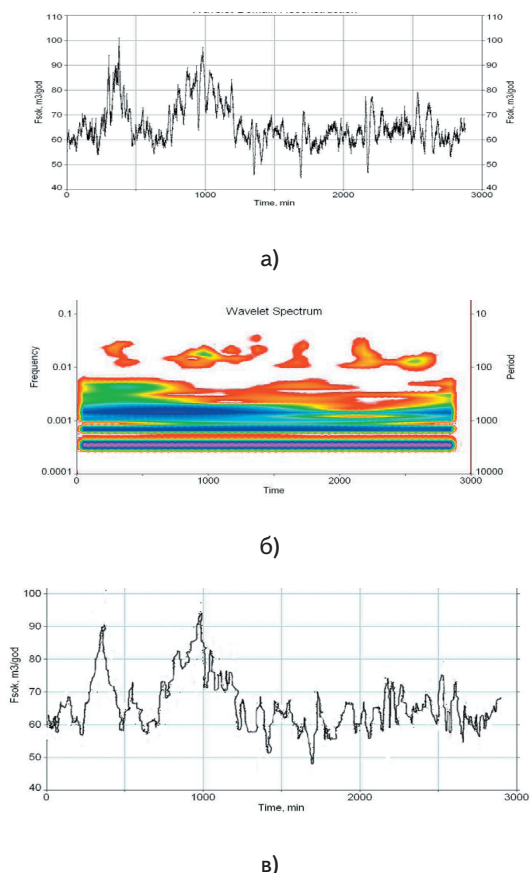 Wavelet Domain Reconstruction
110 110
100 100
90 90
80 80
70 70
60 60
50 50
40 40
Fsok, m3/god
Fsok, m3/god
0 1000 2000 3000
Time, min
а)
Wavelet Spectrum
0.1 10
0.01 100
0.001 1000
0.0001 10000
Frequency
Period
0 1000 2000 3000
Time
б)
100
90
80
70
60
50
40
Fsok, m3/god
0 1000 2000 3000
Time, min
в)